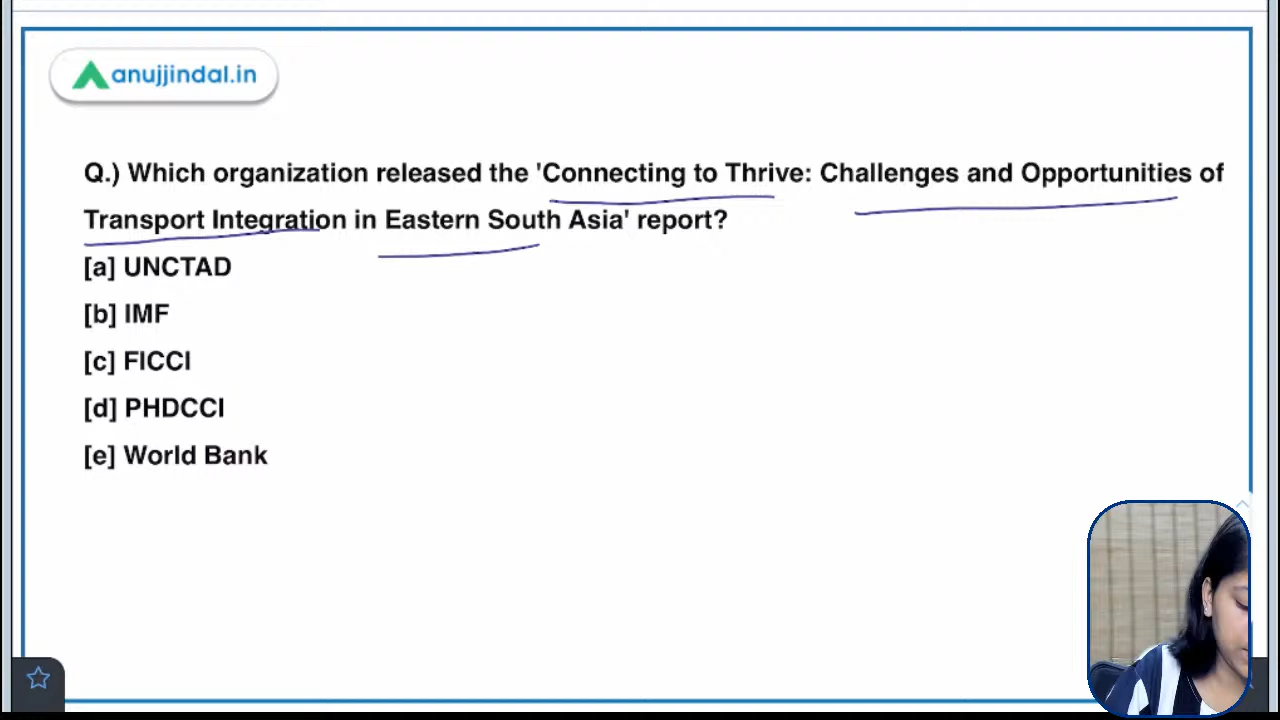 anujjindal.in
Q.) Which organization released the 'Connecting to Thrive: Challenges and Opportunities of
Transport Integration in Eastern South Asia' report?
[a] UNCTAD
[b] IMF
[c] FICCI
[d] PHDCCI
[e] World Bank